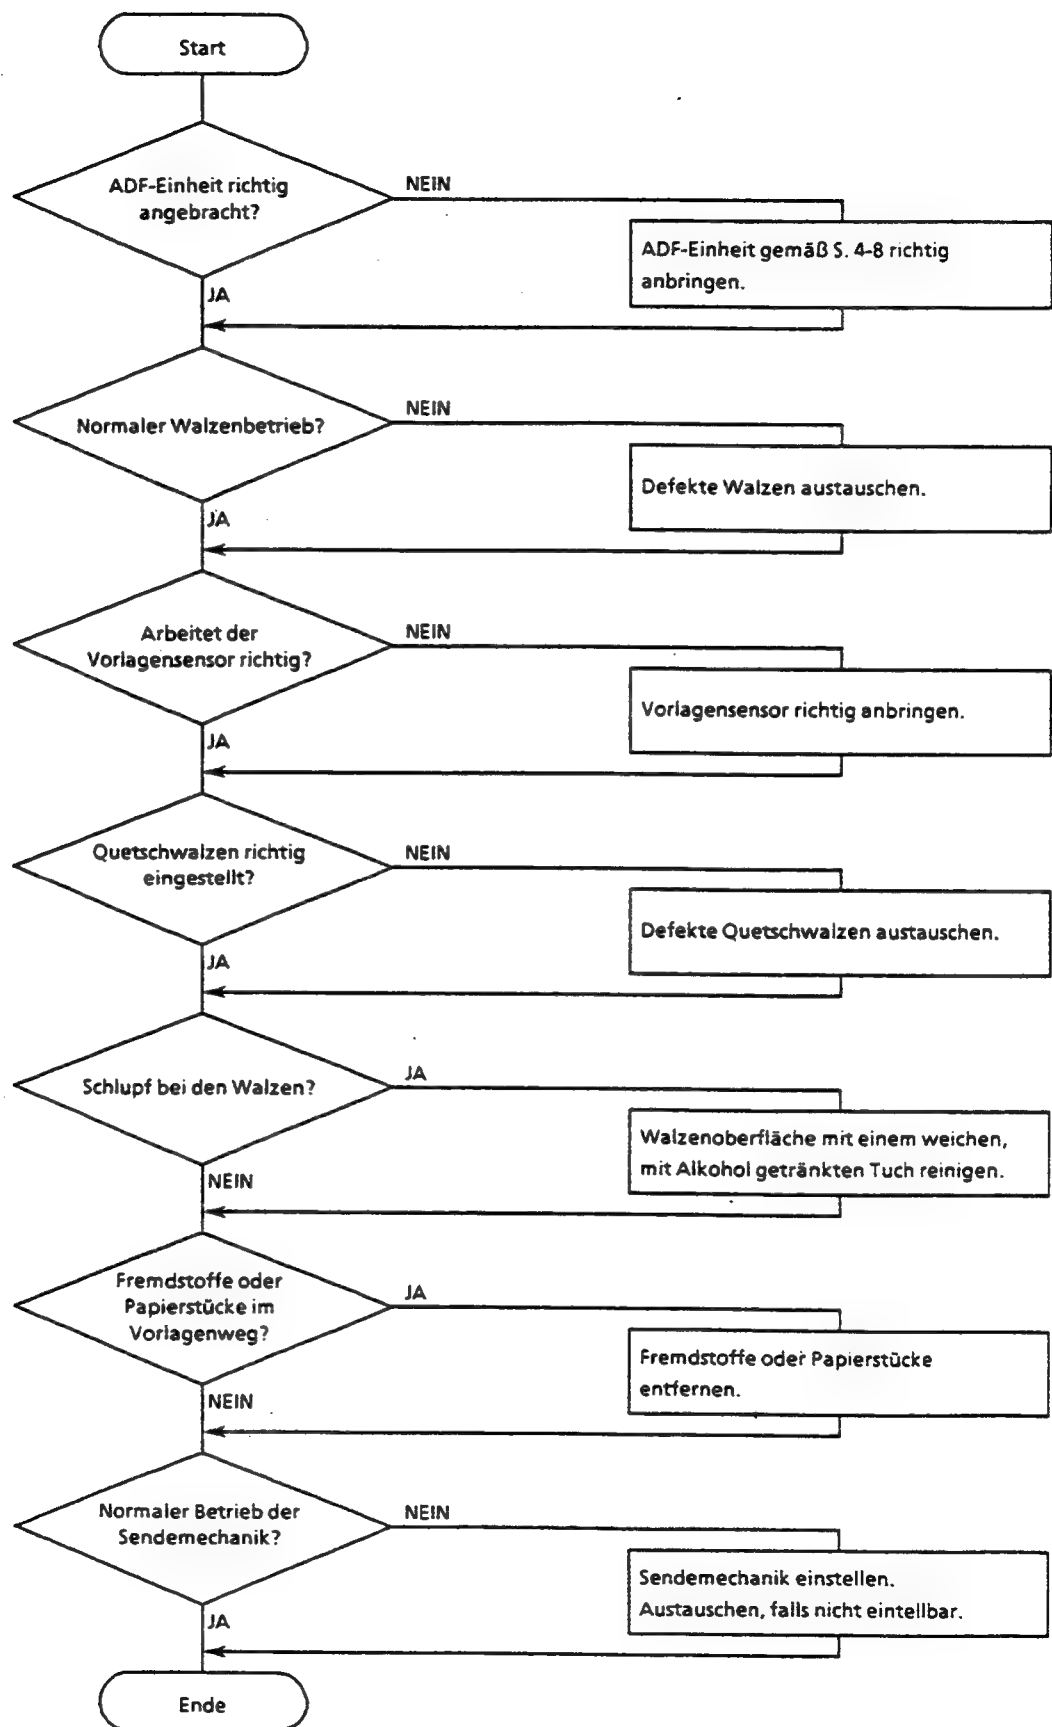 Start
ADF-Einheit richtig
angebracht?
NEIN
ADF-Einheit gemäß S. 4-8 richtig
anbringen.
JA
Normaler Walzenbetrieb?
NEIN
Defekte Walzen austauschen.
JA
Arbeitet der
Vorlagensensor richtig?
NEIN
Vorlagensensor richtig anbringen.
JA
Quetschwalzen richtig
eingestellt?
NEIN
Defekte Quetschwalzen austauschen.
JA
Schlupf bei den Walzen?
JA
Walzenoberfläche mit einem weichen,
mit Alkohol getränkten Tuch reinigen.
NEIN
Fremdstoffe oder
Papierstücke im
Vorlagenweg?
JA
Fremdstoffe oder Papierstücke
entfernen.
NEIN
Normaler Betrieb der
Sendemechanik?
NEIN
Sendemechanik einstellen.
Austauschen, falls nicht eintellbar.
JA
Ende